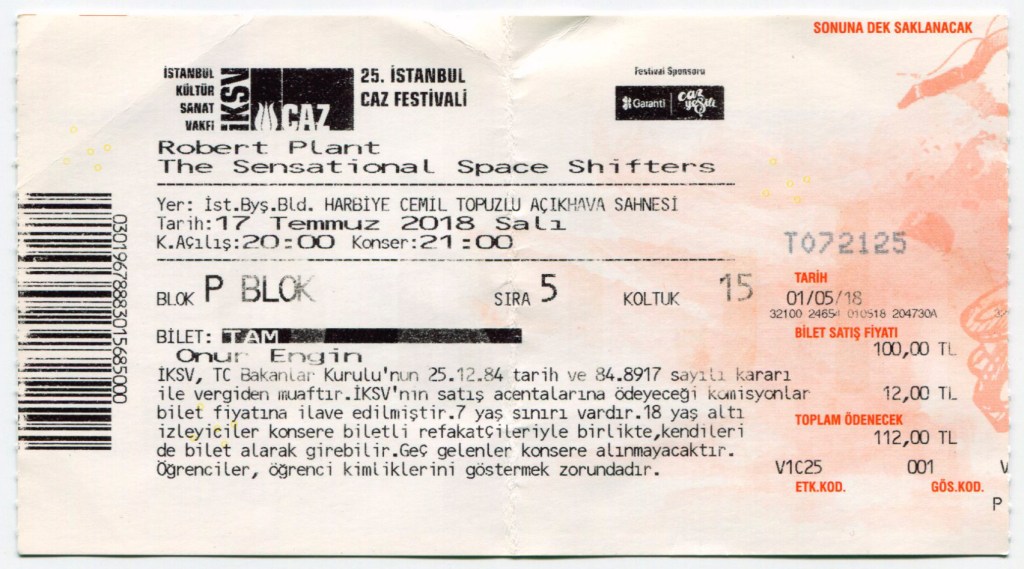 SONUNA DEK SAKLANACAK
İSTANBUL
KÜLTÜR
SANAT
VAKFI
İKSV
CAZ
25. İSTANBUL
CAZ FESTİVALİ
Festival Sponsoru
Garanti
caz yeşili
Robert Plant
The Sensational Space Shifters
Yer: İst.Byş.Bld. HARBİYE CEMİL TOPUZLU AÇIKHAVA SAHNESİ
Tarih:17 Temmuz 2018 Salı
K.Açılış:20:00 Konser:21:00
T072125
BLOK P BLOK SIRA 5 KOLTUK 15
TARİH
01/05/18
32100 24654 010518 204730A
BİLET SATIŞ FİYATI
100,00 TL
12,00 TL
TOPLAM ÖDENECEK
112,00 TL
V1C25 001 V
ETK.KOD. GÖS.KOD.
P
BİLET: TAM
Onur Engin
İKSV, TC Bakanlar Kurulu'nun 25.12.84 tarih ve 84.8917 sayılı kararı
ile vergiden muaftır.İKSV'nin satış acentalarına ödeyeceği komisyonlar
bilet fiyatına ilave edilmiştir.7 yaş sınırı vardır.18 yaş altı
izleyiciler konsere biletli refakatçileriyle birlikte,kendileri
de bilet alarak girebilir.Geç gelenler konsere alınmayacaktır.
Öğrenciler, öğrenci kimliklerini göstermek zorundadır.
0301967888301568​5000